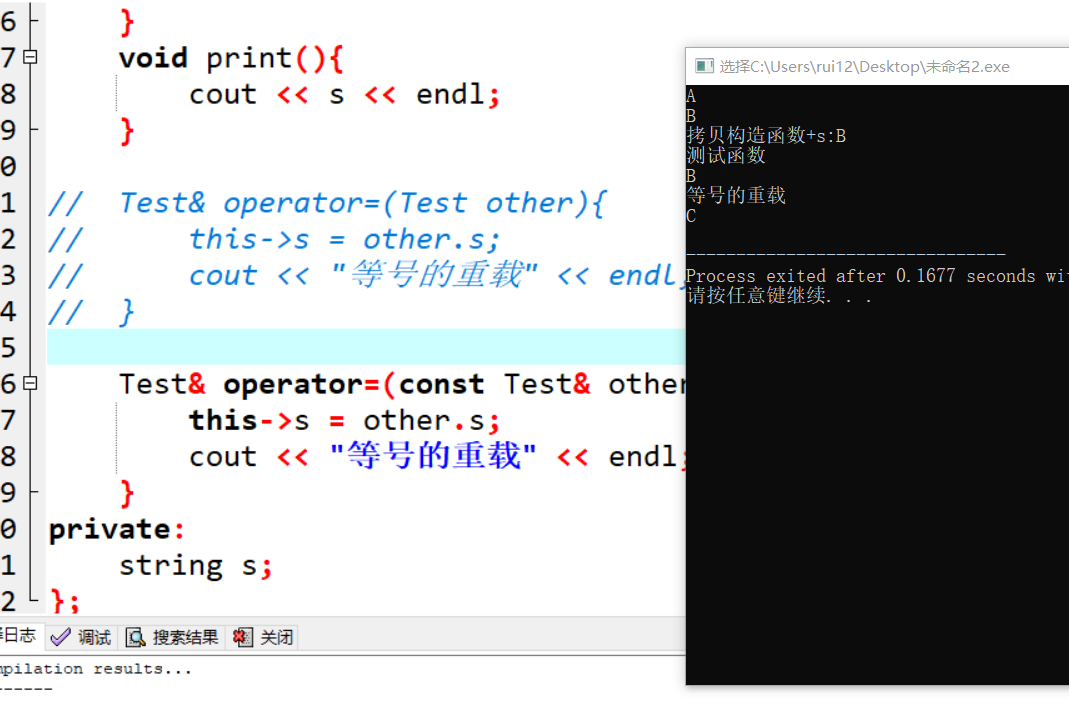 6 }
7 void print(){
8 cout << s << endl;
9 }
0
1 // Test& operator=(Test other){
2 // this->s = other.s;
3 // cout << "等号的重载" << endl;
4 // }
5
6 Test& operator=(const Test& other
7 this->s = other.s;
8 cout << "等号的重载" << endl;
9 }
0 private:
1 string s;
2 };
日志 调试 搜索结果 关闭
mpilation results...
------
选择C:\Users\rui12\Desktop\未命名2.exe
A
B
拷贝构造函数+s:B
测试函数
B
等号的重载
C
--------------------------------
Process exited after 0.1677 seconds wi
请按任意键继续. . .